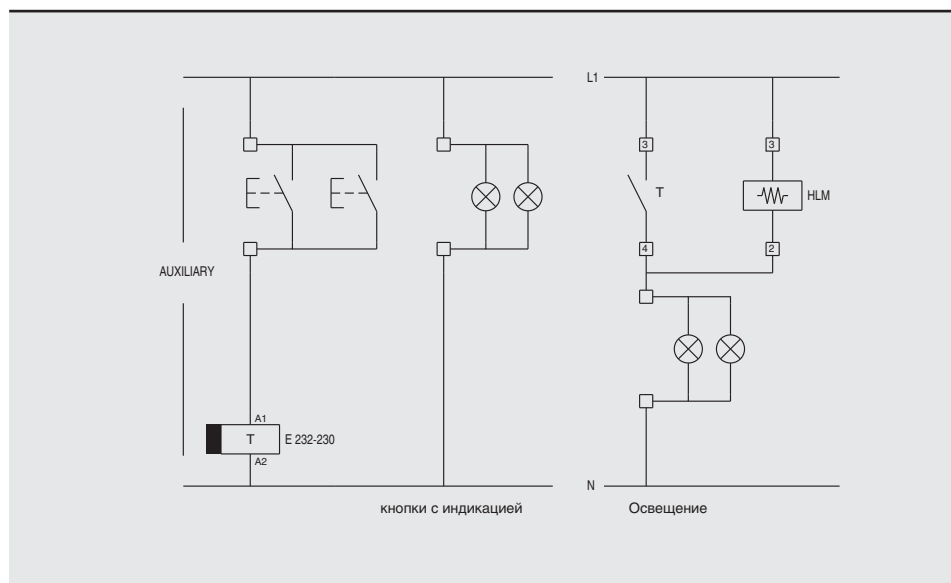 L1
3
3
T
HLM
4
2
AUXILIARY
A1
T
E 232-230
A2
N
кнопки с индикацией
Освещение